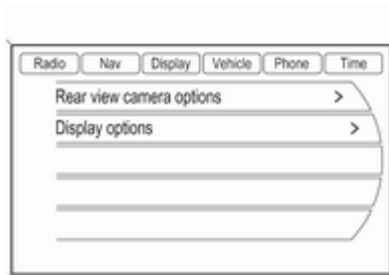 Radio Nav Display Vehicle Phone Time
Rear view camera options >
Display options >